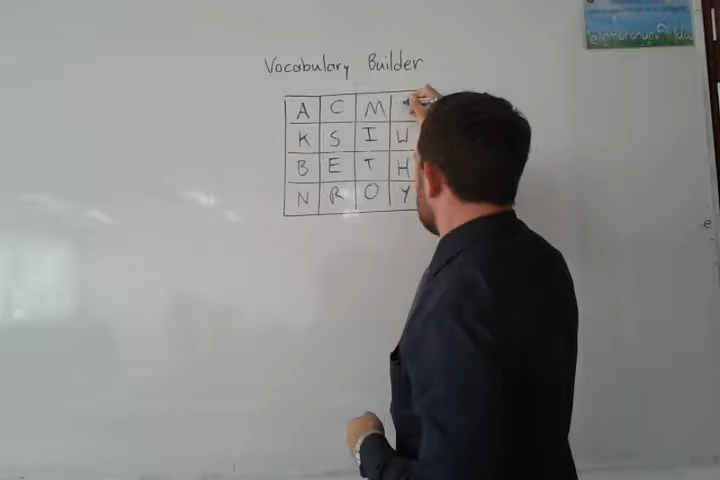 Vocabulary Builder
A C M
K S I W
B E T H
N R O Y
e